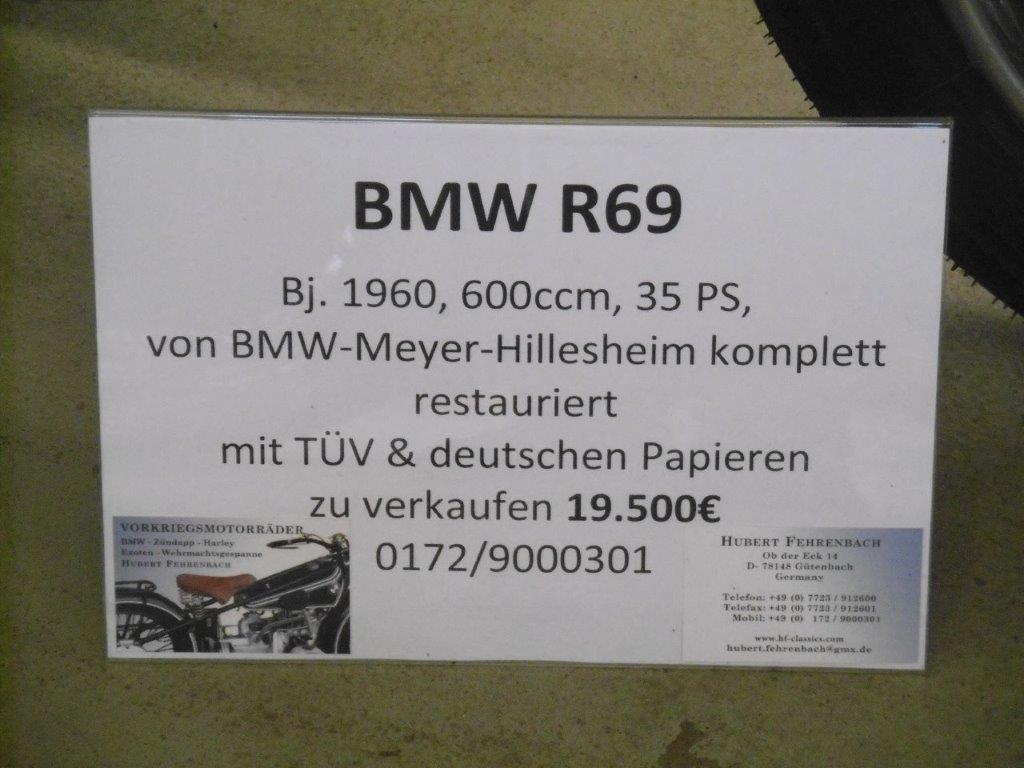 BMW R69
Bj. 1960, 600ccm, 35 PS,
von BMW-Meyer-Hillesheim komplett
restauriert
mit TÜV & deutschen Papieren
zu verkaufen 19.500€
0172/9000301
VORKRIEGSMOTORRÄDER
BMW - Zündapp - Harley
Exoten - Wehrmachtsgespanne
HUBERT FEHRENBACH
HUBERT FEHRENBACH
Ob der Eck 14
D- 78148 Gütenbach
Germany
Telefon: +49 (0) 7723 / 912600
Telefax: +49 (0) 7723 / 912601
Mobil: +49 (0) 172 / 9000301
www.hf-classics.com
hubert.fehrenbach@gmx.de